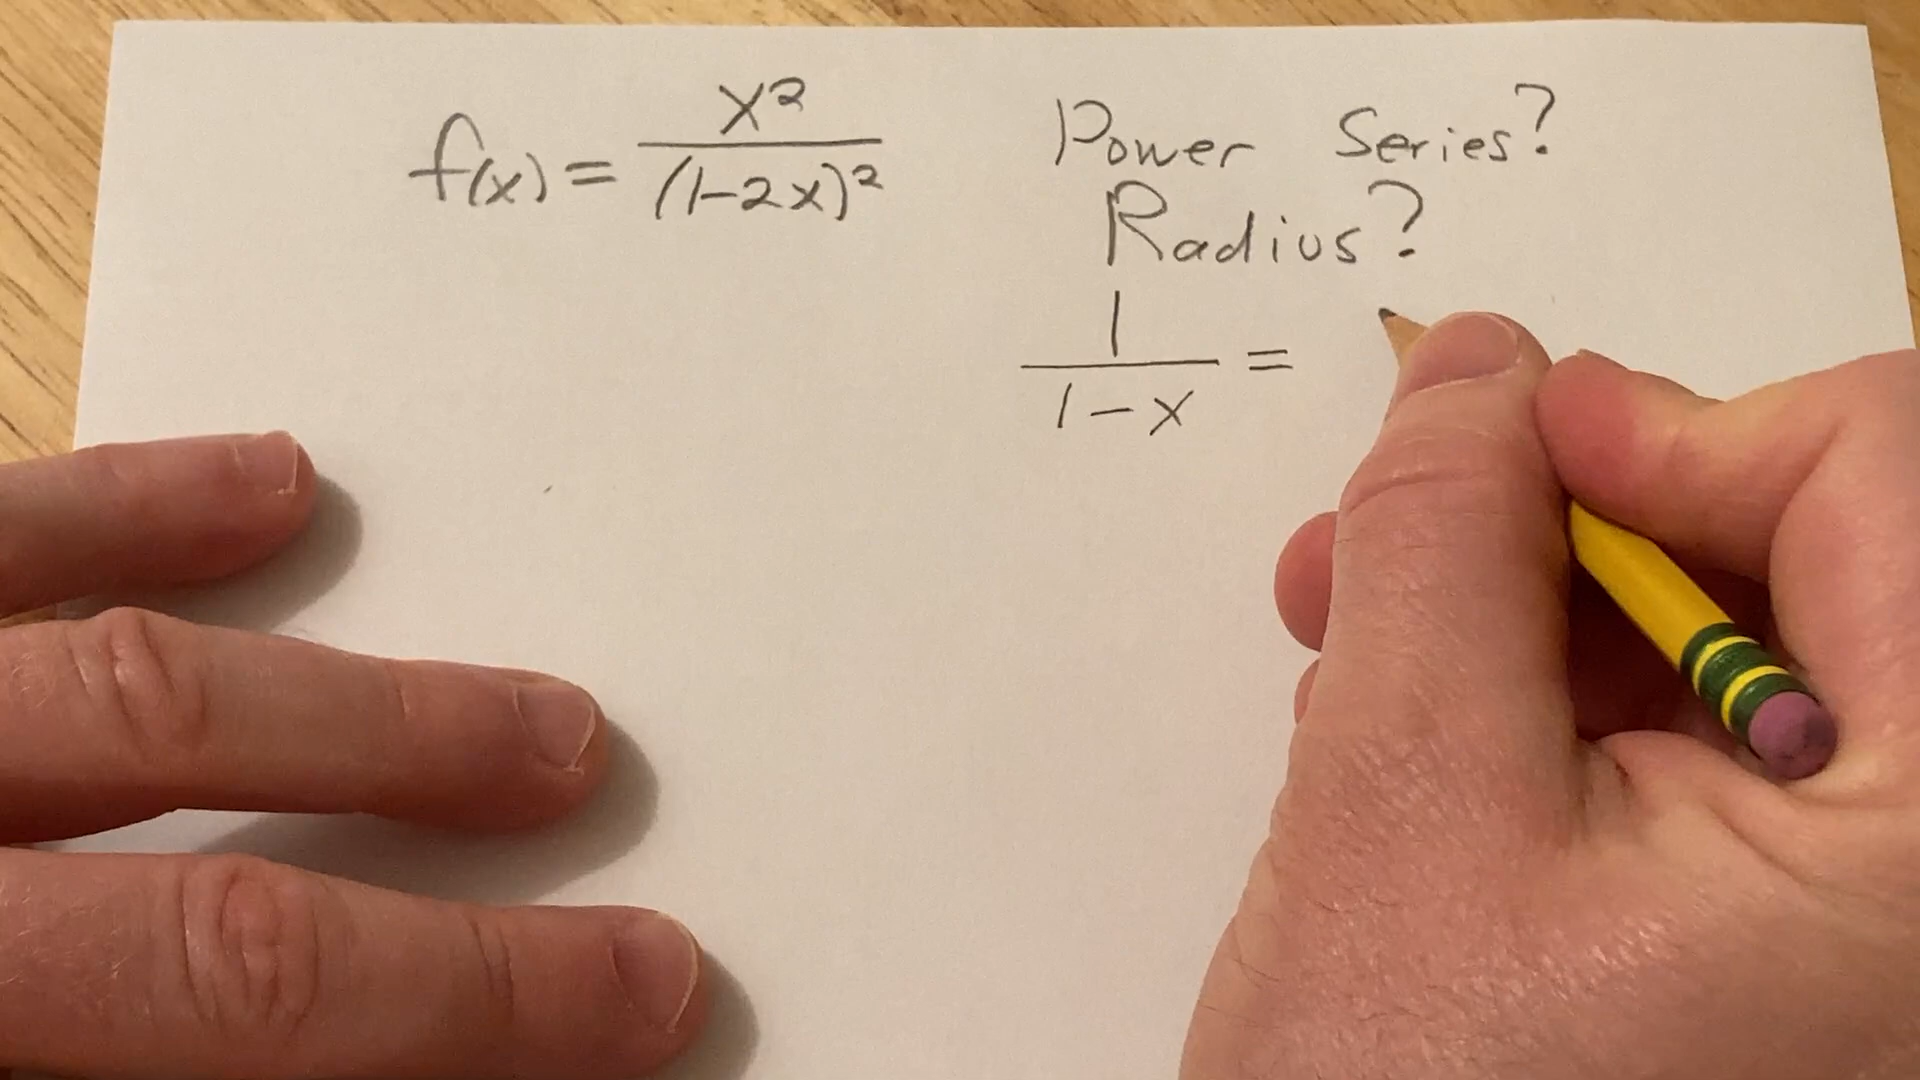 f(x) = x²/(1-2x)²
Power Series?
Radius?
1/(1-x) =